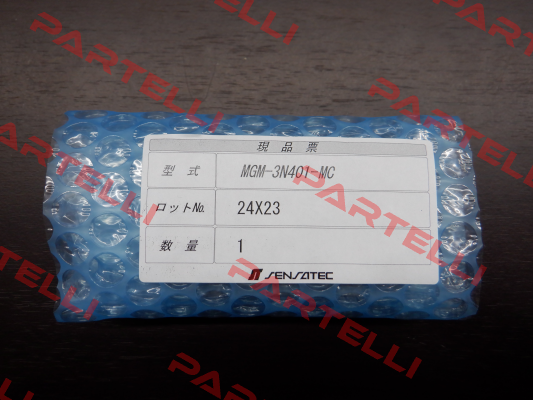 PARTELLI
現品票
型式 MGM-3N401-MC
ロットNo. 24X23
数量 1
SENSATEC
PARTELLI
PARTELLI
PARTELLI
PARTELLI
PARTELLI